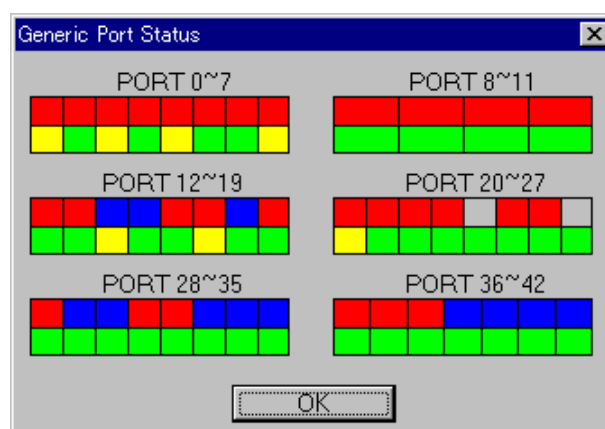 Generic Port Status
PORT 0~7
PORT 8~11
PORT 12~19
PORT 20~27
PORT 28~35
PORT 36~42
OK